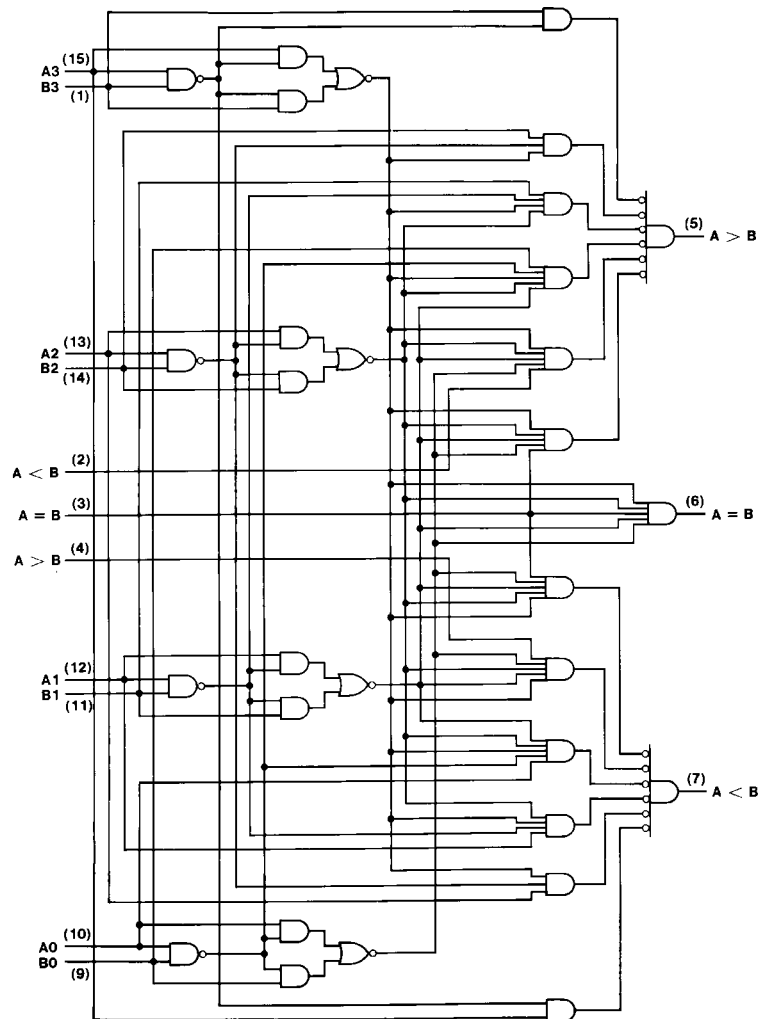 (15)
A3
B3
(1)
(5)
A > B
(13)
A2
B2
(14)
(2)
A < B
(3)
A = B
(6)
A = B
(4)
A > B
(12)
A1
B1
(11)
(7)
A < B
(10)
A0
B0
(9)